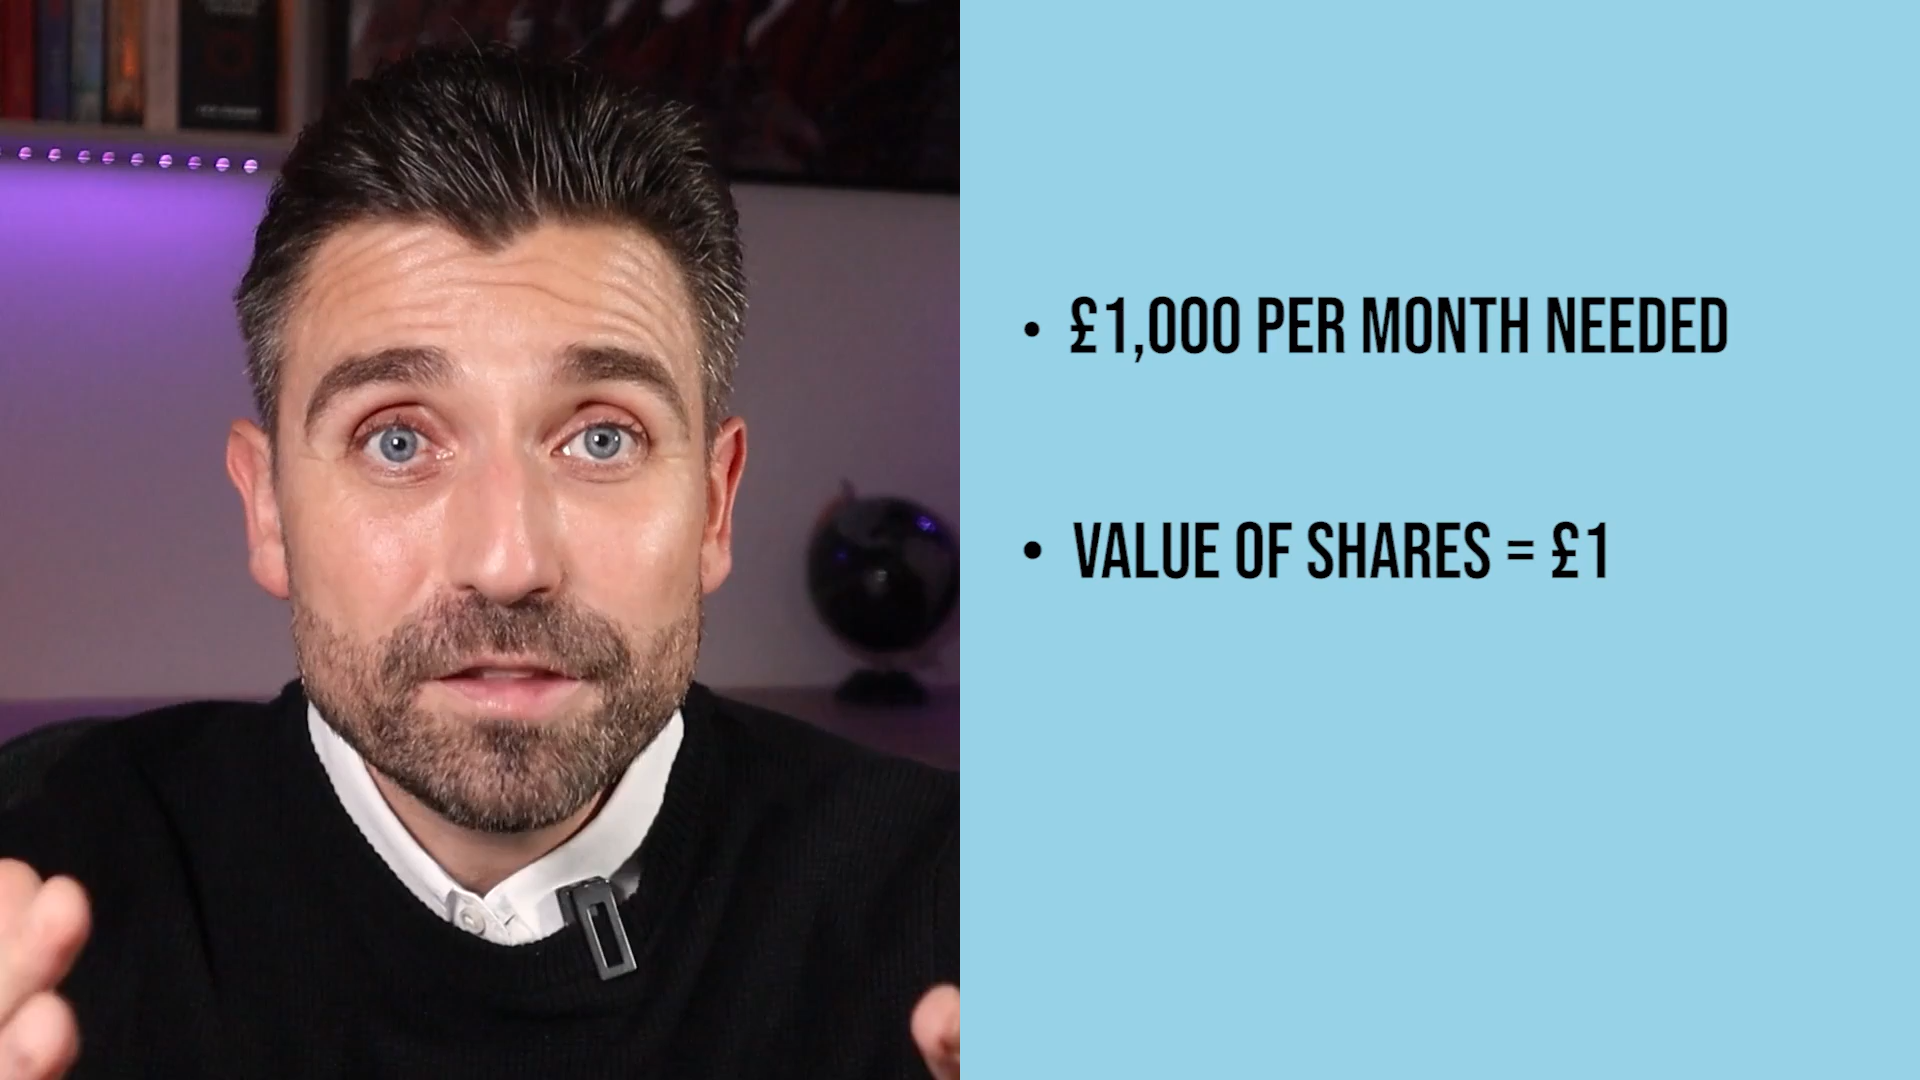 • £1,000 PER MONTH NEEDED
• VALUE OF SHARES = £1